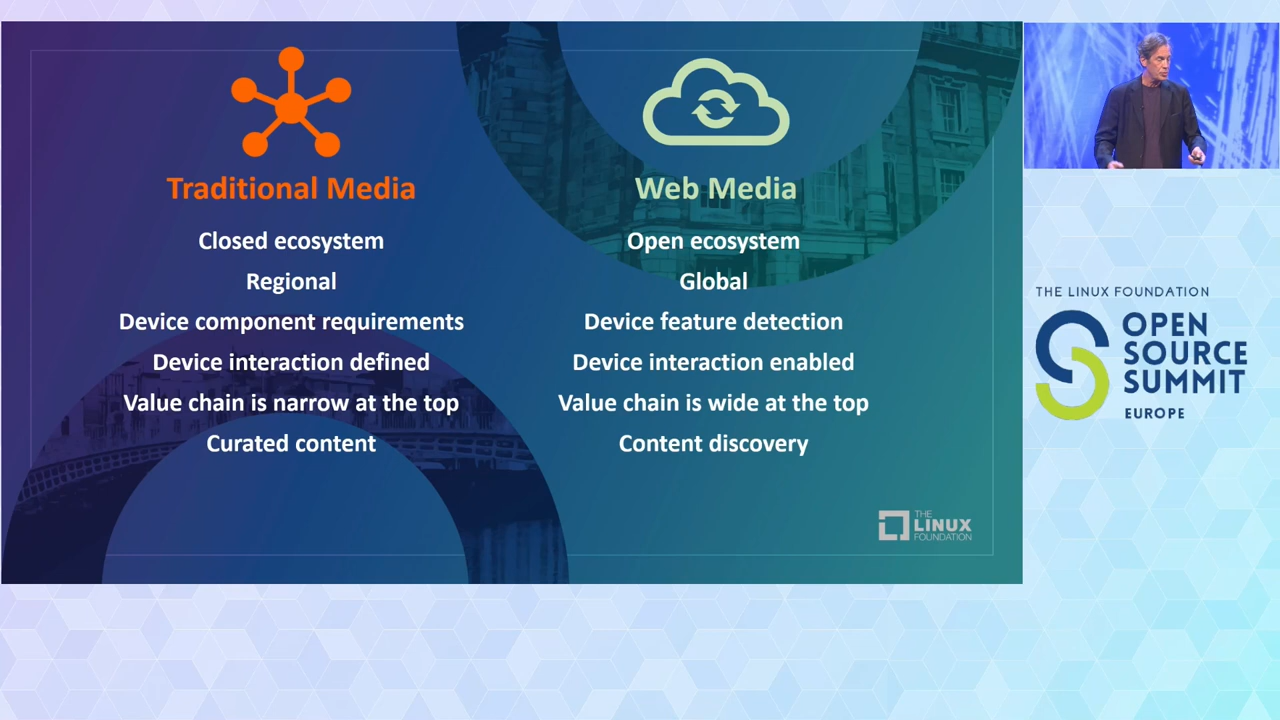 Traditional Media
Closed ecosystem
Regional
Device component requirements
Device interaction defined
Value chain is narrow at the top
Curated content
Web Media
Open ecosystem
Global
Device feature detection
Device interaction enabled
Value chain is wide at the top
Content discovery
THE
LINUX
FOUNDATION
THE LINUX FOUNDATION
OPEN
SOURCE
SUMMIT
EUROPE